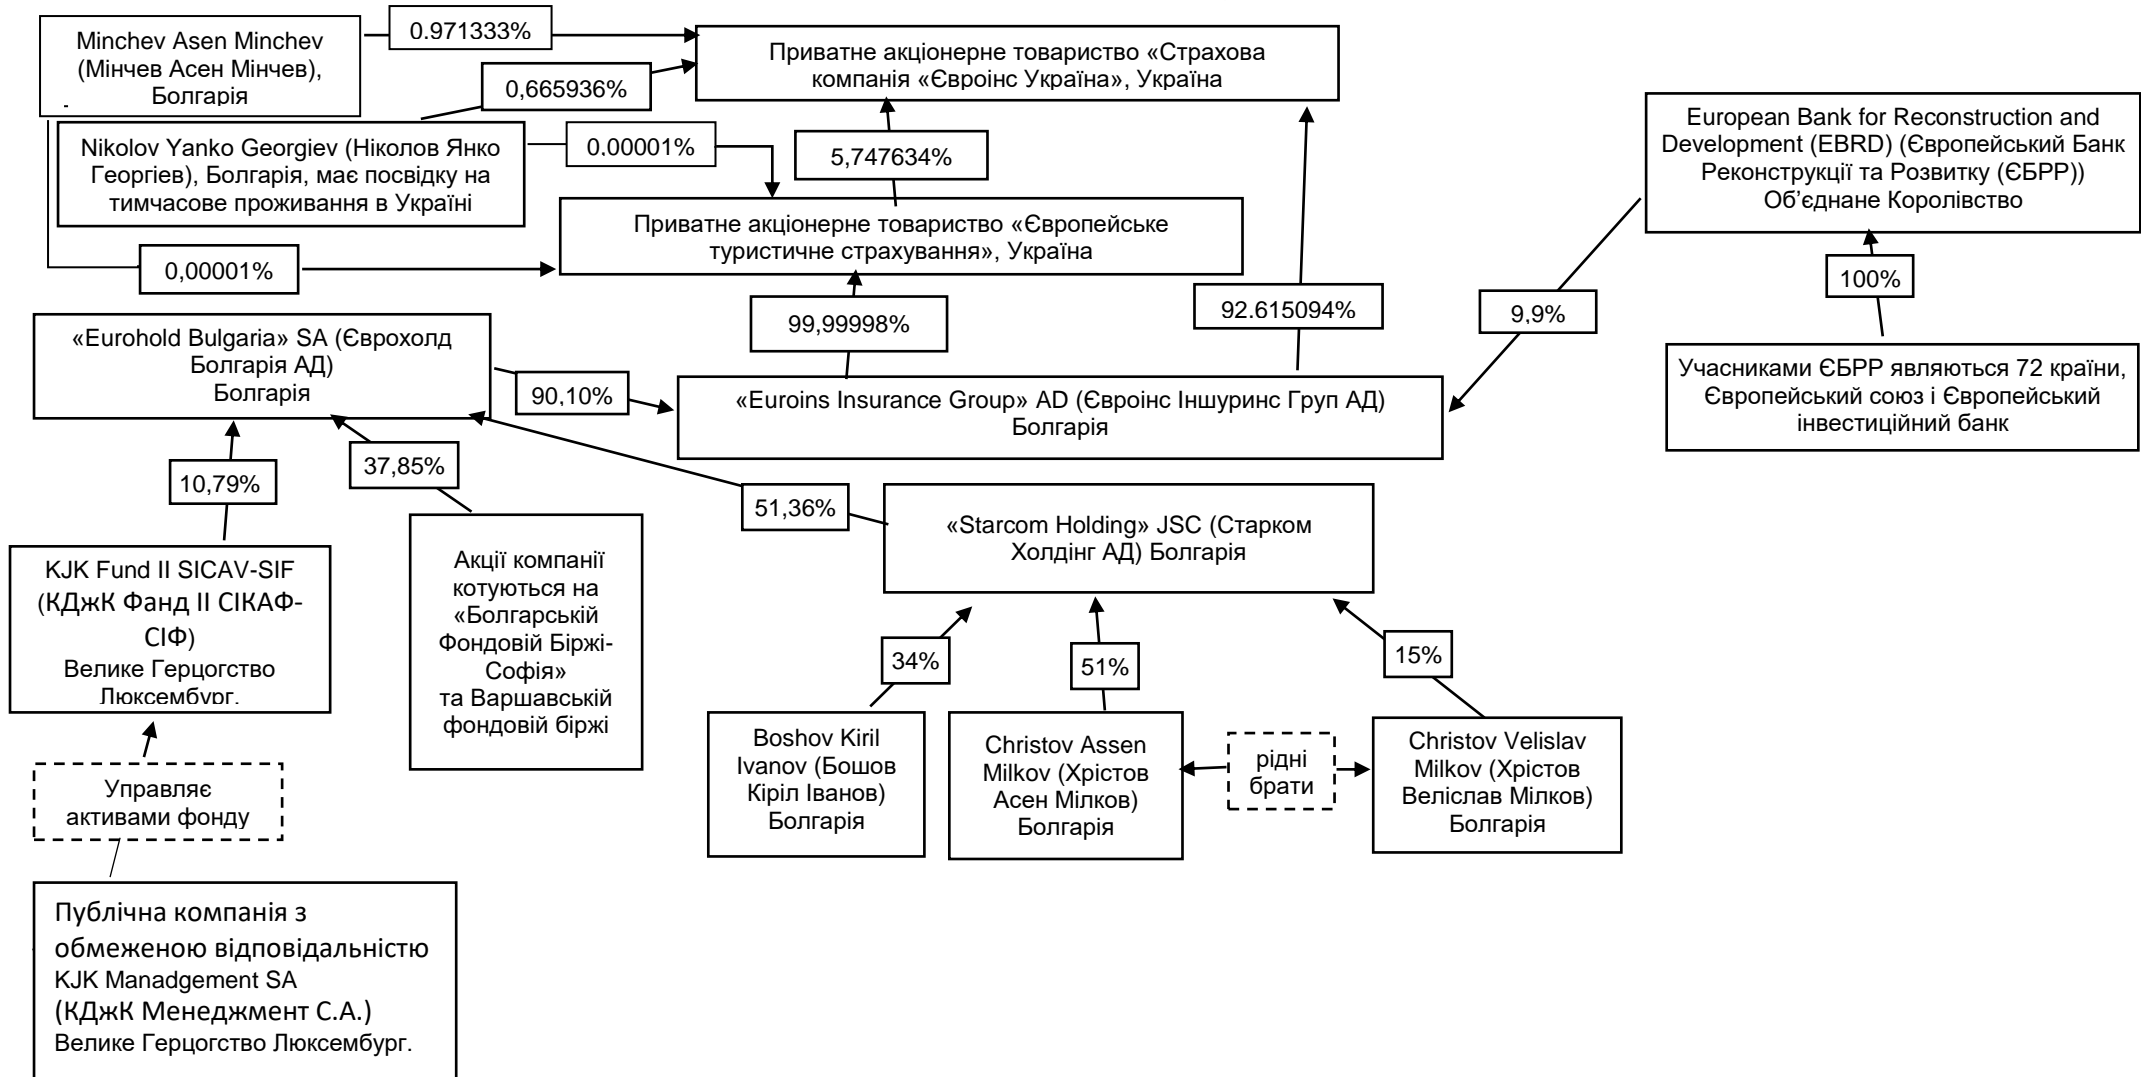 Minchev Asen Minchev
(Мінчев Асен Мінчев),
Болгарія
0.971333%
Приватне акціонерне товариство «Страхова
компанія «Євроінс Україна», Україна
0,665936%
Nikolov Yanko Georgiev (Ніколов Янко
Георгіев), Болгарія, має посвідку на
тимчасове проживання в Україні
0,00001%
5,747634%
European Bank for Reconstruction and
Development (EBRD) (Європейський Банк
Реконструкції та Розвитку (ЄБРР))
Об’єднане Королівство
Приватне акціонерне товариство «Європейське
туристичне страхування», Україна
0,00001%
99,99998%
92.615094%
9,9%
100%
«Eurohold Bulgaria» SA (Єврохолд
Болгарія АД)
Болгарія
90,10%
«Euroins Insurance Group» AD (Євроінс Іншуринс Груп АД)
Болгарія
Учасниками ЄБРР являються 72 країни,
Європейський союз і Європейський
інвестиційний банк
10,79%
37,85%
51,36%
«Starcom Holding» JSC (Старком
Холдінг АД) Болгарія
KJK Fund II SICAV-SIF
(КДжК Фанд II СІКАФ-
СІФ)
Велике Герцогство
Люксембург.
Акції компанії
котуються на
«Болгарській
Фондовій Біржі-
Софія»
та Варшавській
фондовій біржі
34%
51%
15%
Boshov Kiril
Ivanov (Бошов
Кіріл Іванов)
Болгарія
Christov Assen
Milkov (Хрістов
Асен Мілков)
Болгарія
рідні
брати
Christov Velislav
Milkov (Хрістов
Веліслав Мілков)
Болгарія
Управляє
активами фонду
Публічна компанія з
обмеженою відповідальністю
KJK Manadgement SA
(КДжК Менеджмент С.А.)
Велике Герцогство Люксембург.